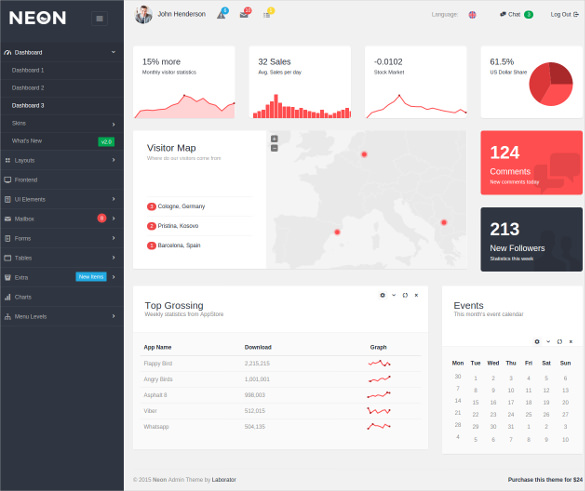 NEON
John Henderson
Language:
Chat 3
Log Out
Dashboard
Dashboard 1
Dashboard 2
Dashboard 3
Skins
What's New v2.0
Layouts
Frontend
UI Elements
Mailbox 8
Forms
Tables
Extra New Items
Charts
Menu Levels
15% more
Monthly visitor statistics
32 Sales
Avg. Sales per day
-0.0102
Stock Market
61.5%
US Dollar Share
Visitor Map
Where do our visitors come from
Cologne, Germany
2 Pristina, Kosovo
Barcelona, Spain
+
-
124
Comments
New comments today
213
New Followers
Statistics this week
Top Grossing
Weekly statistics from AppStore
App Name Download Graph
Flappy Bird 2,215,215
Angry Birds 1,001,001
Asphalt 8 998,003
Viber 512,015
Whatsapp 504,135
Events
This month's event calendar
Mon Tue Wed Thu Fri Sat Sun
30 1 2 3 4 5 6
7 8 9 10 11 12 13
14 15 16 17 18 19 20
21 22 23 24 25 26 27
28 29 30 31 1 2 3
4 5 6 7 8 9 10
© 2015 Neon Admin Theme by Laborator
Purchase this theme for $24